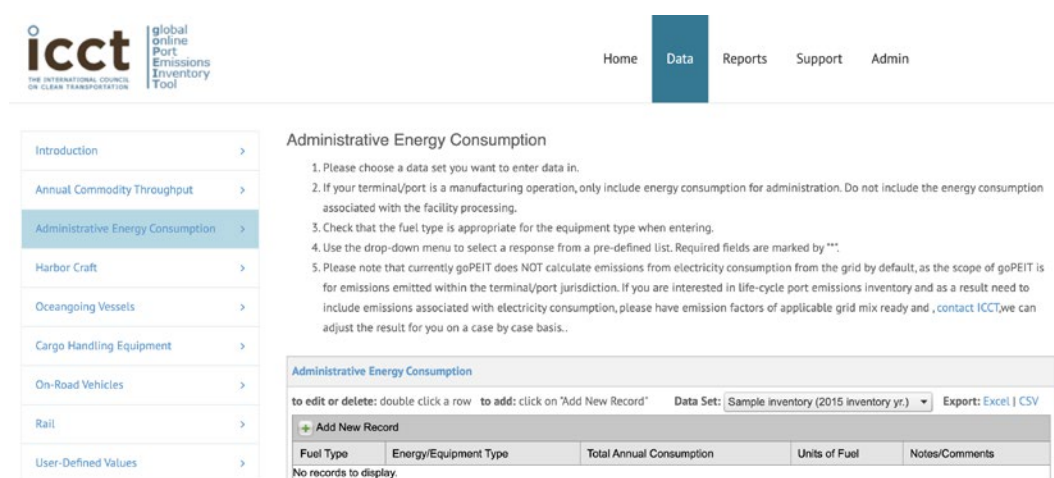 icct
THE INTERNATIONAL COUNCIL
ON CLEAN TRANSPORTATION
global
online
Port
Emissions
Inventory
Tool
Home Data Reports Support Admin
Introduction >
Annual Commodity Throughput >
Administrative Energy Consumption >
Harbor Craft >
Oceangoing Vessels >
Cargo Handling Equipment >
On-Road Vehicles >
Rail >
User-Defined Values >
Administrative Energy Consumption
1. Please choose a data set you want to enter data in.
2. If your terminal/port is a manufacturing operation, only include energy consumption for administration. Do not include the energy consumption
associated with the facility processing.
3. Check that the fuel type is appropriate for the equipment type when entering.
4. Use the drop-down menu to select a response from a pre-defined list. Required fields are marked by "*".
5. Please note that currently goPEIT does NOT calculate emissions from electricity consumption from the grid by default, as the scope of goPEIT is
for emissions emitted within the terminal/port jurisdiction. If you are interested in life-cycle port emissions inventory and as a result need to
include emissions associated with electricity consumption, please have emission factors of applicable grid mix ready and , contact ICCT,we can
adjust the result for you on a case by case basis..
Administrative Energy Consumption
to edit or delete: double click a row to add: click on "Add New Record" Data Set: Sample inventory (2015 inventory yr.) Export: Excel | CSV
+ Add New Record
Fuel Type Energy/Equipment Type Total Annual Consumption Units of Fuel Notes/Comments
No records to display.